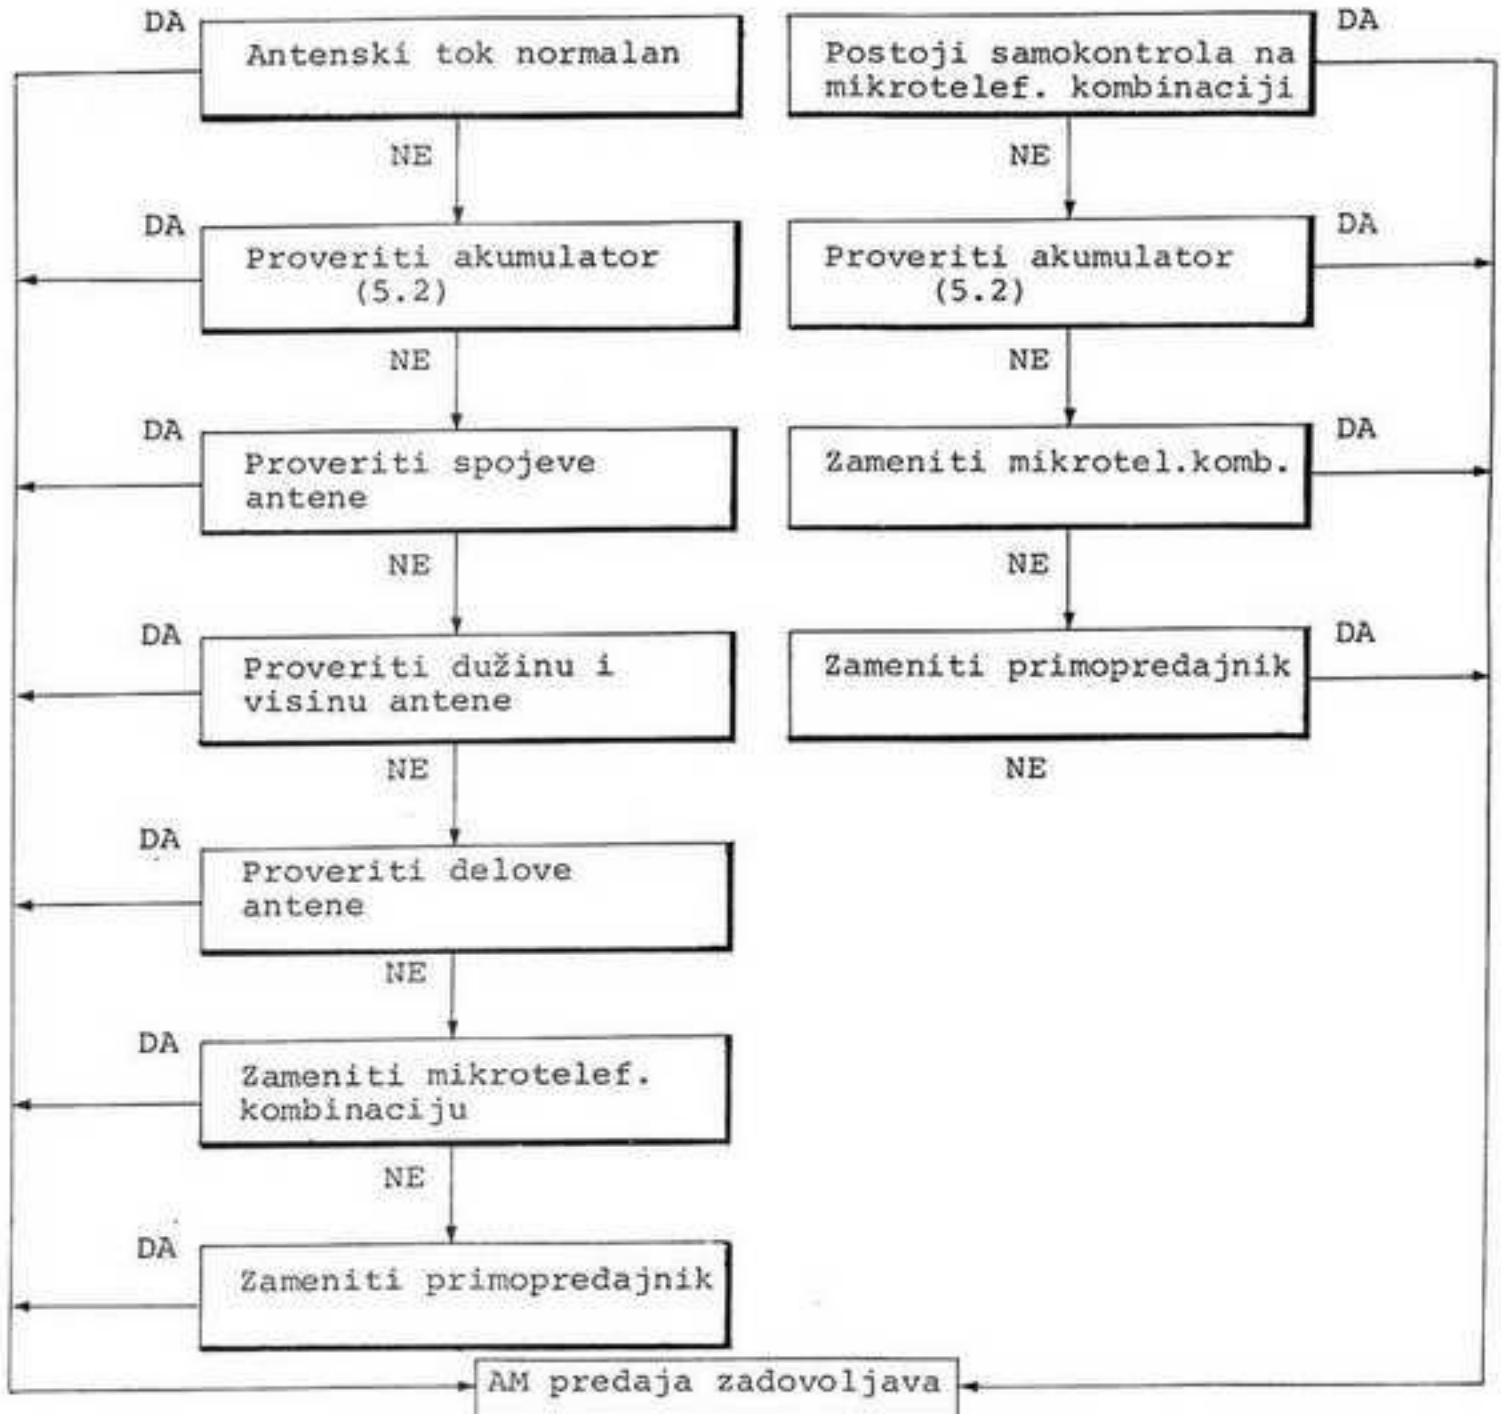 DA
Antenski tok normalan
NE
DA
Proveriti akumulator
(5.2)
NE
DA
Proveriti spojeve
antene
NE
DA
Proveriti dužinu i
visinu antene
NE
DA
Proveriti delove
antene
NE
DA
Zameniti mikrotelef.
kombinaciju
NE
DA
Zameniti primopredajnik
DA
Postoji samokontrola na
mikrotelef. kombinaciji
NE
DA
Proveriti akumulator
(5.2)
NE
DA
Zameniti mikrotel.komb.
NE
DA
Zameniti primopredajnik
NE
AM predaja zadovoljava